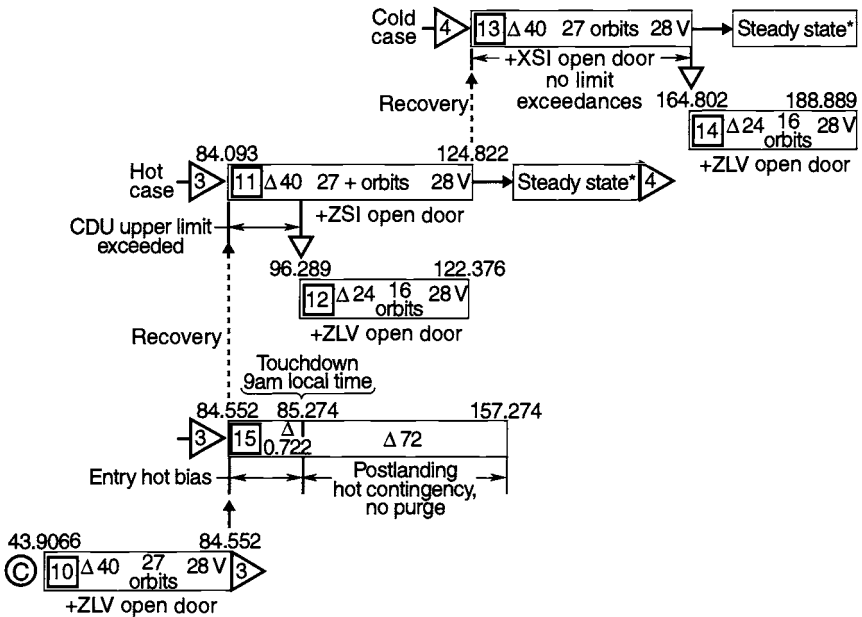 Cold
case
4
13 Δ 40 27 orbits 28 V
Steady state*
+XSI open door
no limit
exceedances
Recovery
164.802 188.889
14 Δ24 16 28 V
orbits
+ZLV open door
84.093 124.822
Hot
case
3
11 Δ 40 27 + orbits 28 V
Steady state*
4
+ZSI open door
CDU upper limit
exceeded
96.289 122.376
12 Δ24 16 28 V
orbits
+ZLV open door
Recovery
Touchdown
9am local time
84.552 85.274 157.274
3
15 Δ
0.722
Δ 72
Entry hot bias
Postlanding
hot contingency,
no purge
43.9066 84.552
C
10 Δ 40 27 28 V
orbits
3
+ZLV open door